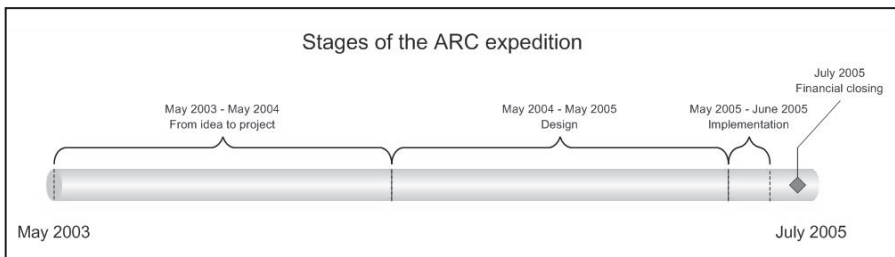 Stages of the ARC expedition
July 2005
Financial closing
May 2003 - May 2004
From idea to project
May 2004 - May 2005
Design
May 2005 - June 2005
Implementation
May 2003
July 2005